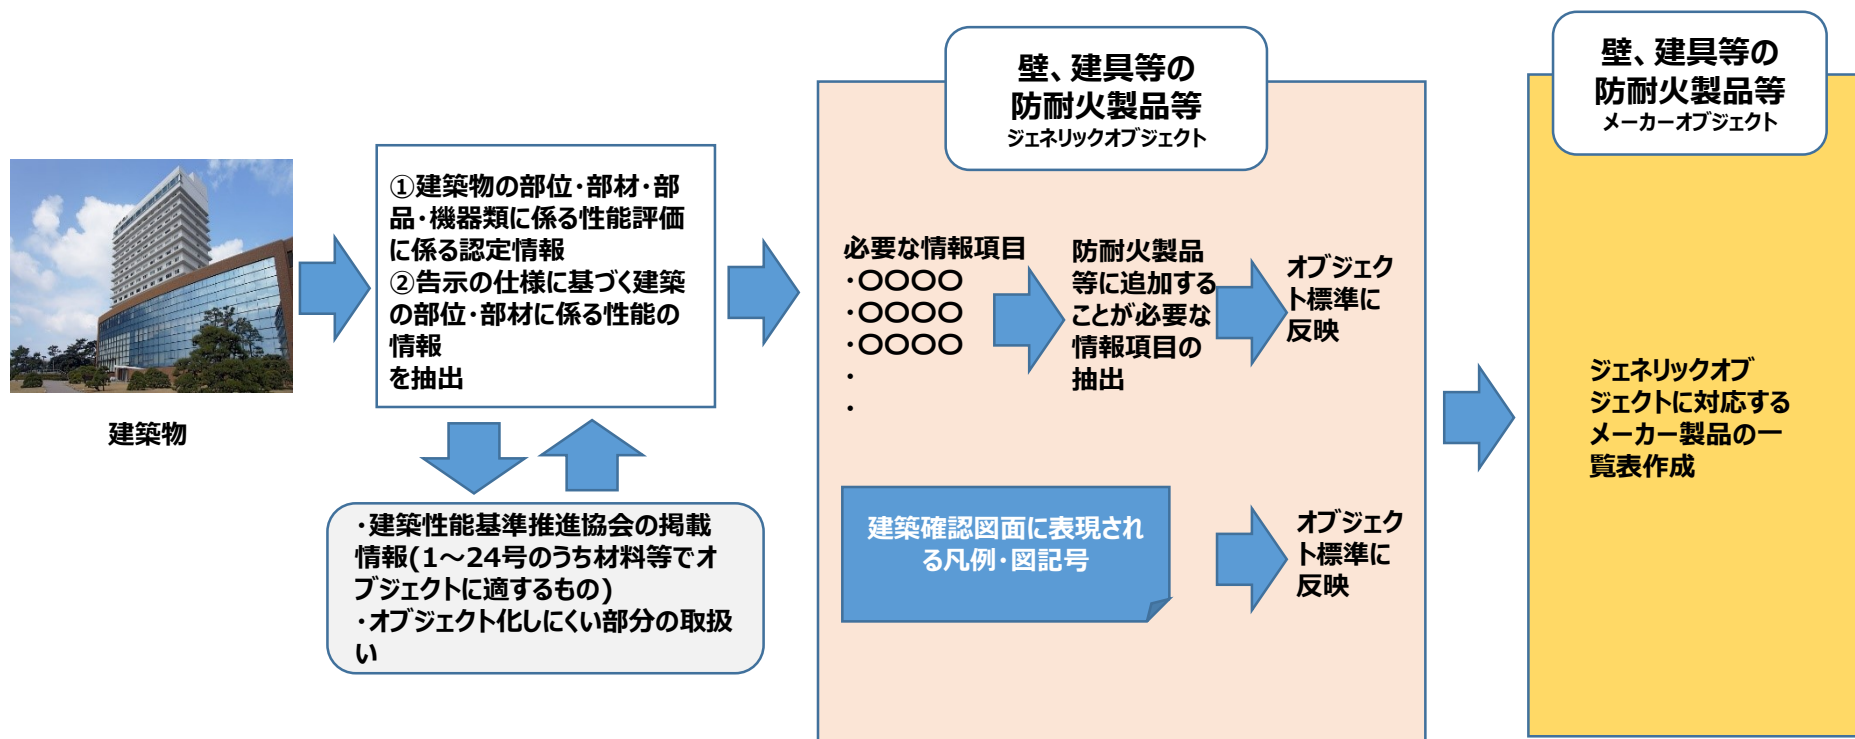 建築物
①建築物の部位・部材・部
品・機器類に係る性能評価
に係る認定情報
②告示の仕様に基づく建築
の部位・部材に係る性能の
情報
を抽出
・建築性能基準推進協会の掲載
情報(1～24号のうち材料等でオ
ブジェクトに適するもの)
・オブジェクト化しにくい部分の取扱
い
壁、建具等の
防耐火製品等
ジェネリックオブジェクト
必要な情報項目
・〇〇〇〇
・〇〇〇〇
・〇〇〇〇
・
・
防耐火製品
等に追加する
ことが必要な
情報項目の
抽出
オブジェク
ト標準に
反映
建築確認図面に表現され
る凡例・図記号
オブジェク
ト標準に
反映
壁、建具等の
防耐火製品等
メーカーオブジェクト
ジェネリックオブ
ジェクトに対応する
メーカー製品の一
覧表作成